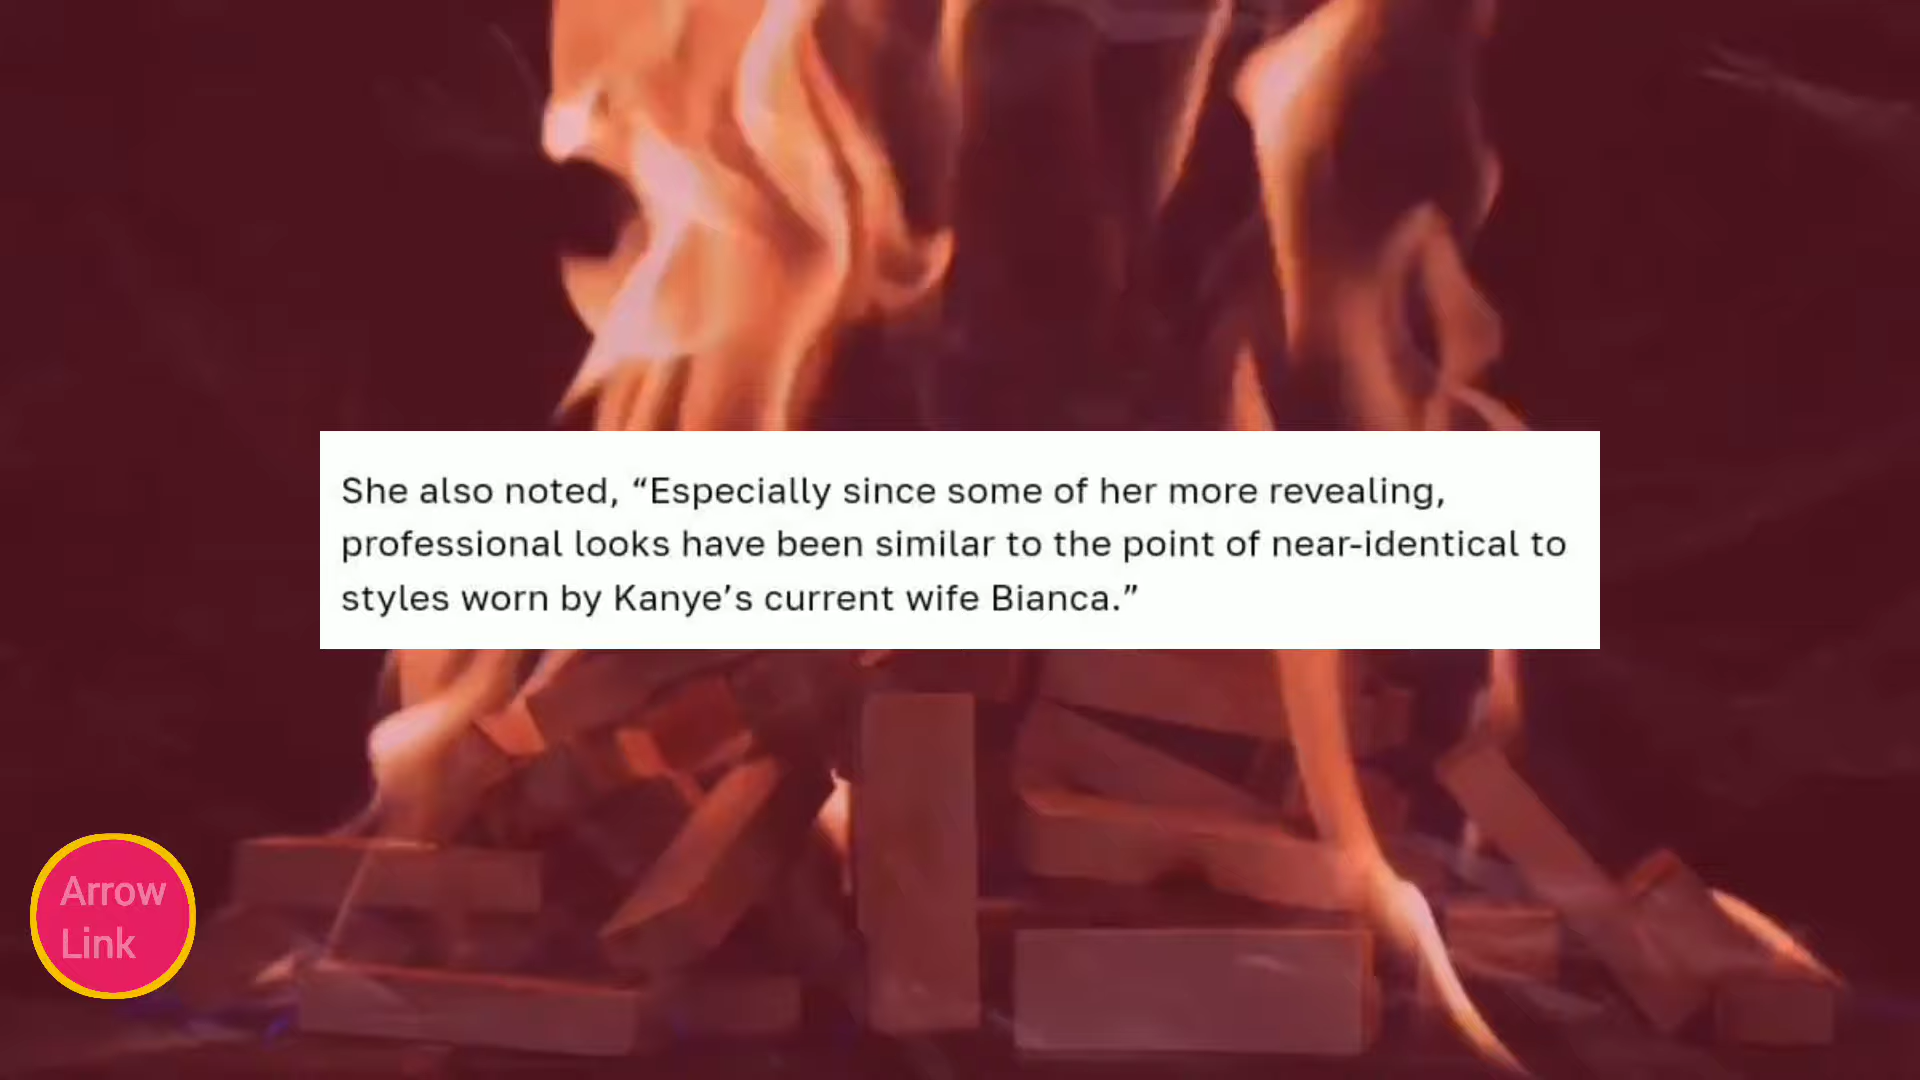 She also noted, “Especially since some of her more revealing,
professional looks have been similar to the point of near-identical to
styles worn by Kanye’s current wife Bianca.”
Arrow
Link